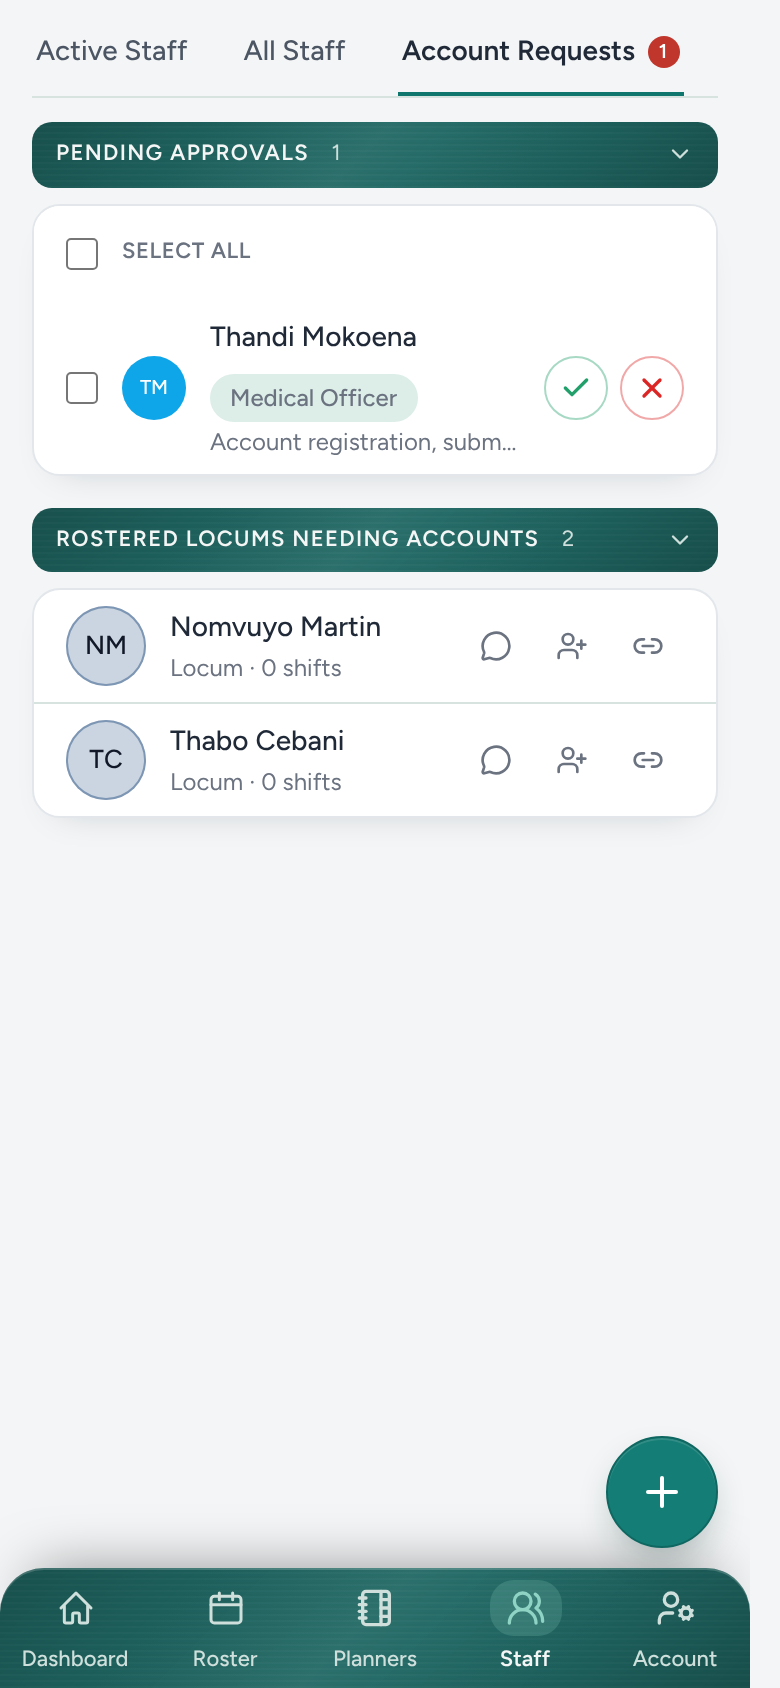 Active Staff
All Staff
Account Requests 1
PENDING APPROVALS 1
SELECT ALL
Thandi Mokoena
TM
Medical Officer
Account registration, subm...
ROSTERED LOCUMS NEEDING ACCOUNTS 2
NM
Nomvuyo Martin
Locum · 0 shifts
TC
Thabo Cebani
Locum · 0 shifts
Dashboard
Roster
Planners
Staff
Account